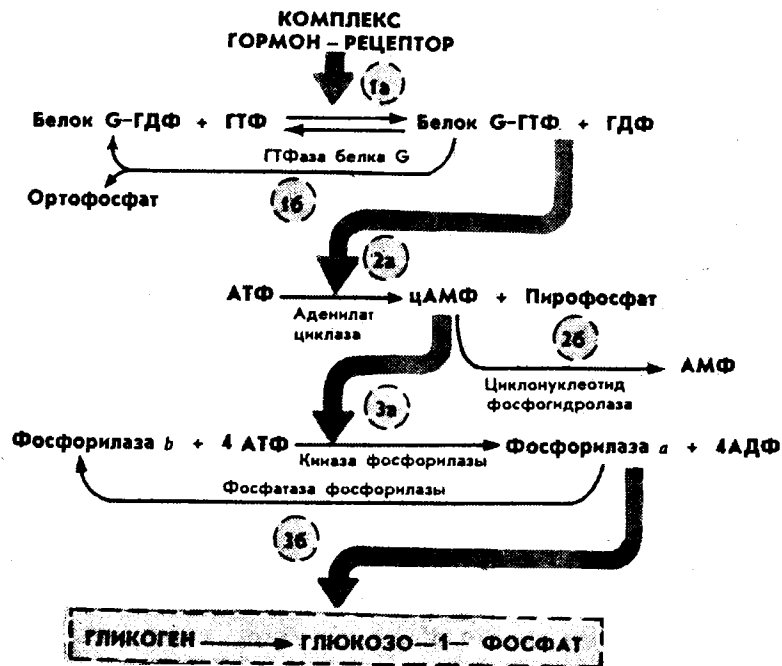 КОМПЛЕКС
ГОРМОН – РЕЦЕПТОР
1а
Белок G–ГДФ + ГТФ Белок G–ГТФ + ГДФ
ГТФаза белка G
Ортофосфат
1б
2а
АТФ цАМФ + Пирофосфат
Аденилат
циклаза
2б
АМФ
Циклонуклеотид
фосфогидролаза
3а
Фосфорилаза b + 4 АТФ Фосфорилаза a + 4АДФ
Киназа фосфорилазы
Фосфатаза фосфорилазы
3б
ГЛИКОГЕН ГЛЮКОЗО–1– ФОСФАТ